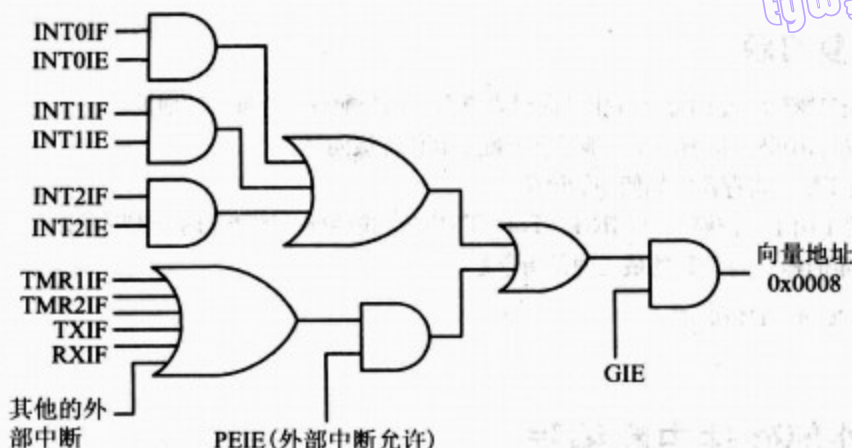 INT0IF
INT0IE
INT1IF
INT1IE
INT2IF
INT2IE
TMR1IF
TMR2IF
TXIF
RXIF
其他的外
部中断
PEIE(外部中断允许)
GIE
向量地址
0x0008